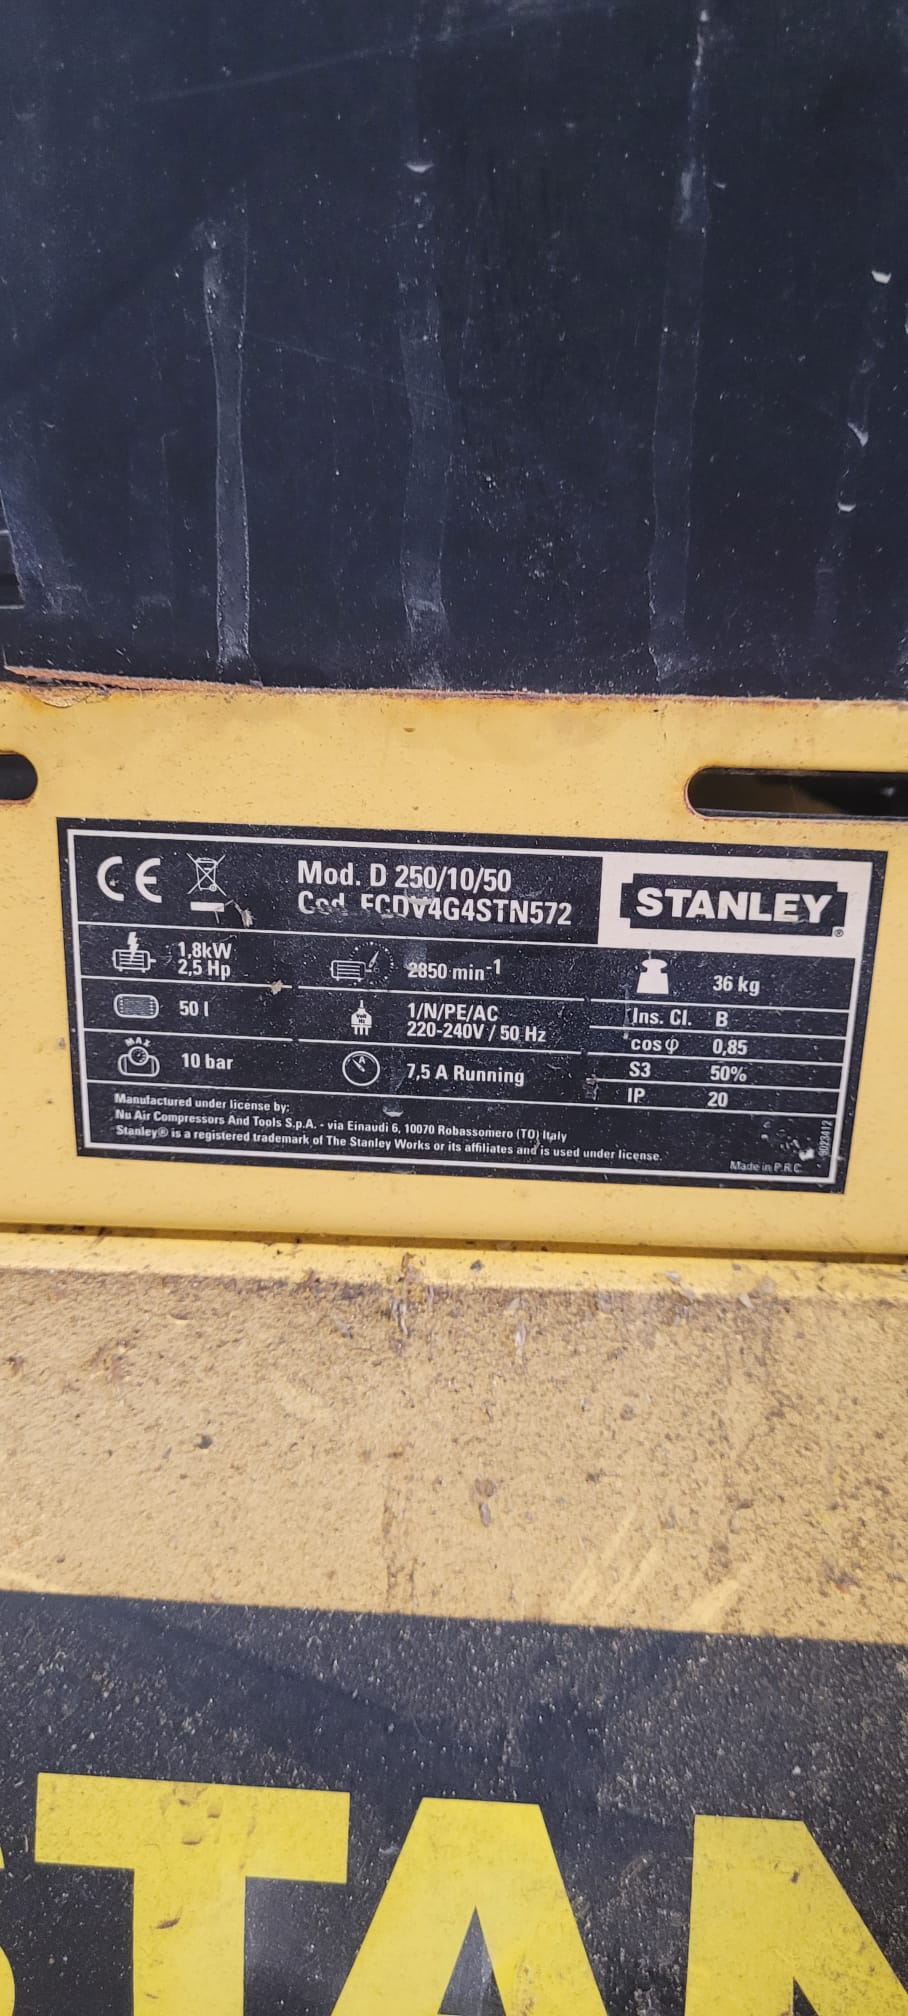 CE
Mod. D 250/10/50
Cod. FCDV4G4STN572
STANLEY®
1,8kW
2,5 Hp
2850 min-1
36 kg
50 l
1/N/PE/AC
220-240V / 50 Hz
Ins. Cl. B
cos φ 0,85
MAX
10 bar
A
7,5 A Running
S3 50%
IP 20
Manufactured under license by:
Nu Air Compressors And Tools S.p.A. - via Einaudi 6, 10070 Robassomero (TO) Italy
Stanley® is a registered trademark of The Stanley Works or its affiliates and is used under license.
Made in P.R.C.
9023412
STAN